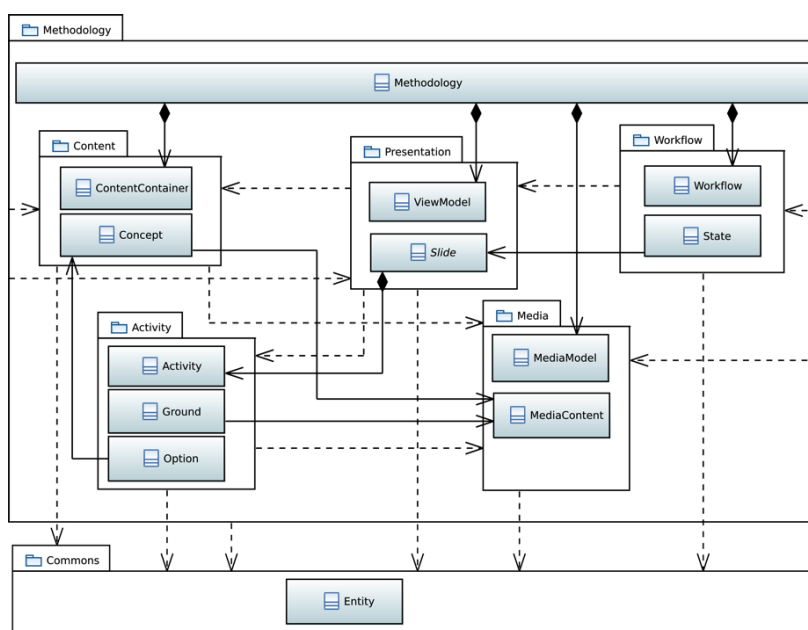 Methodology
Methodology
Content
ContentContainer
Concept
Presentation
ViewModel
Slide
Workflow
Workflow
State
Activity
Activity
Ground
Option
Media
MediaModel
MediaContent
Commons
Entity